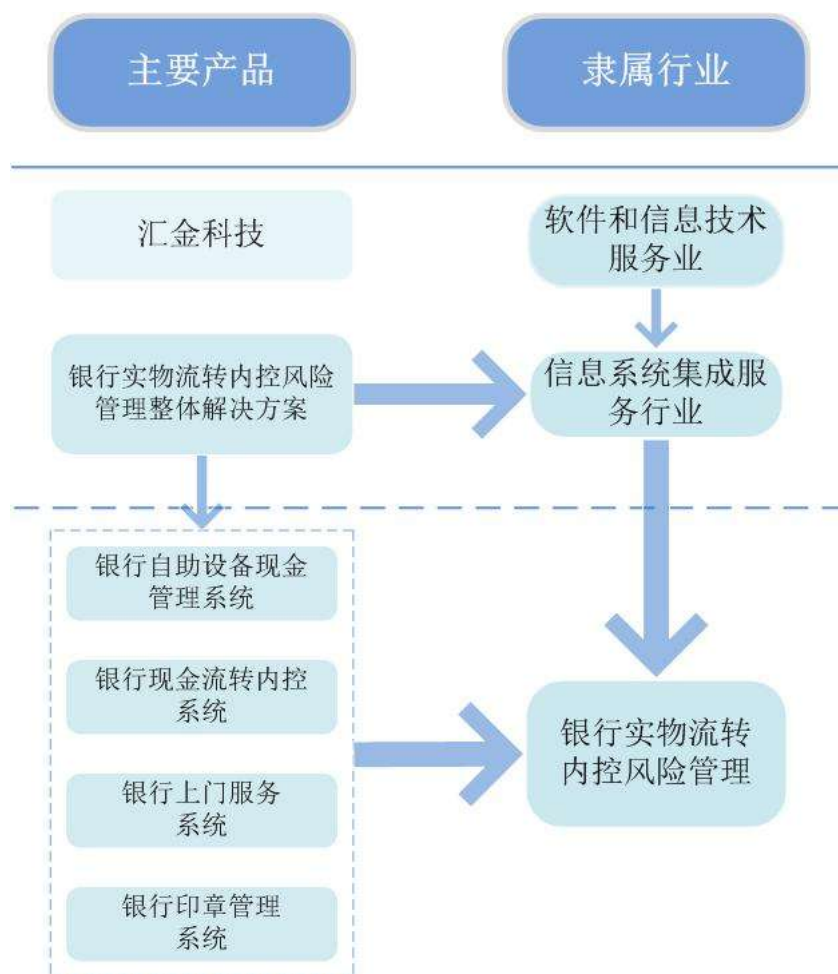 主要产品
隶属行业
汇金科技
软件和信息技术
服务业
银行实物流转内控风险
管理整体解决方案
信息系统集成服
务行业
银行自助设备现金
管理系统
银行现金流转内控
系统
银行上门服务
系统
银行印章管理
系统
银行实物流转
内控风险管理